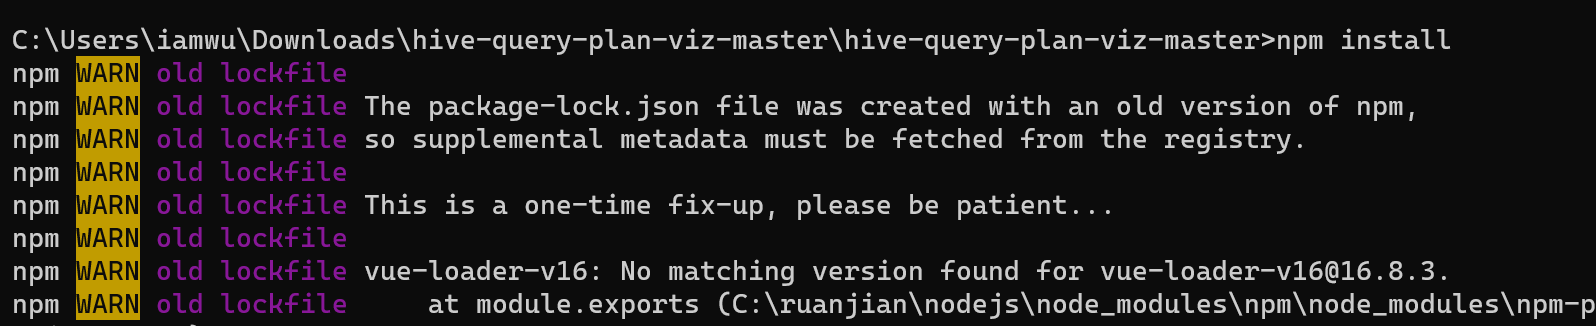 C:\Users\iamwu\Downloads\hive-query-plan-viz-master\hive-query-plan-viz-master>npm install
npm WARN old lockfile
npm WARN old lockfile The package-lock.json file was created with an old version of npm,
npm WARN old lockfile so supplemental metadata must be fetched from the registry.
npm WARN old lockfile
npm WARN old lockfile This is a one-time fix-up, please be patient...
npm WARN old lockfile
npm WARN old lockfile vue-loader-v16: No matching version found for vue-loader-v16@16.8.3.
npm WARN old lockfile     at module.exports (C:\ruanjian\nodejs\node_modules\npm\node_modules\npm-p